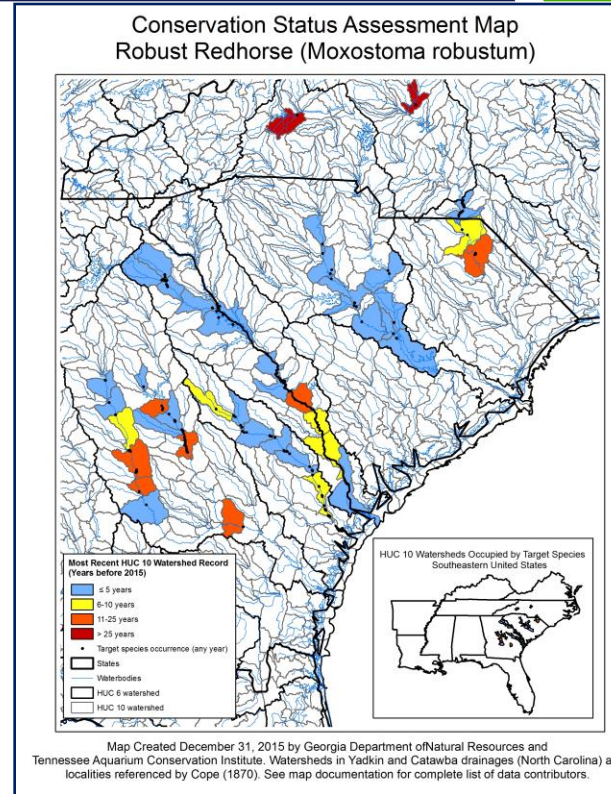 Conservation Status Assessment Map
Robust Redhorse (Moxostoma robustum)
Most Recent HUC 10 Watershed Record
(Years before 2015)
≤ 5 years
6-10 years
11-25 years
> 25 years
Target species occurrence (any year)
States
Waterbodies
HUC 6 watershed
HUC 10 watershed
HUC 10 Watersheds Occupied by Target Species
Southeastern United States
Map Created December 31, 2015 by Georgia Department ofNatural Resources and
Tennessee Aquarium Conservation Institute. Watersheds in Yadkin and Catawba drainages (North Carolina) a
localities referenced by Cope (1870). See map documentation for complete list of data contributors.